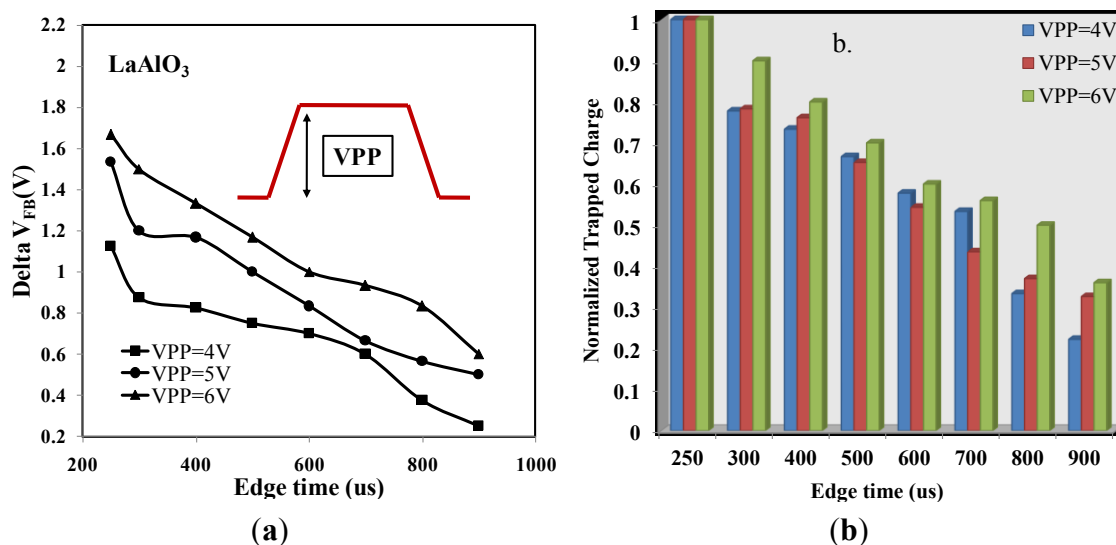 2.2
2
1.8
1.6
1.4
1.2
1
0.8
0.6
0.4
0.2
Delta V_FB(V)
LaAlO₃
VPP
VPP=4V
VPP=5V
VPP=6V
200 400 600 800 1000
Edge time (us)
(a)
1
0.9
0.8
0.7
0.6
0.5
0.4
0.3
0.2
0.1
0
Normalized Trapped Charge
b.
VPP=4V
VPP=5V
VPP=6V
250 300 400 500 600 700 800 900
Edge time (us)
(b)